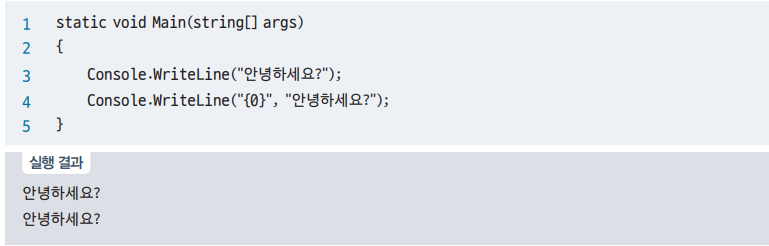 1 static void Main(string[] args)
2 {
3 Console.WriteLine("안녕하세요?");
4 Console.WriteLine("{0}", "안녕하세요?");
5 }
실행 결과
안녕하세요?
안녕하세요?